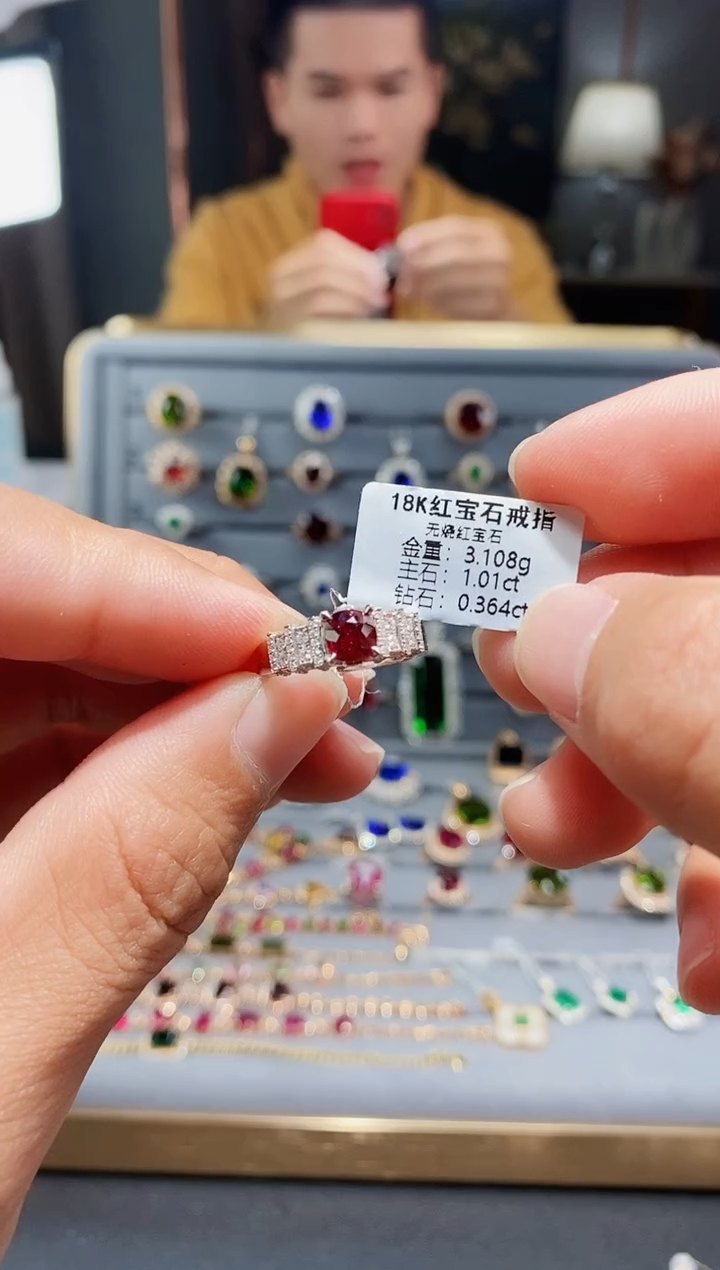 18K红宝石戒指
无烧红宝石
金重：3.108g
主石：1.01ct
钻石：0.364ct